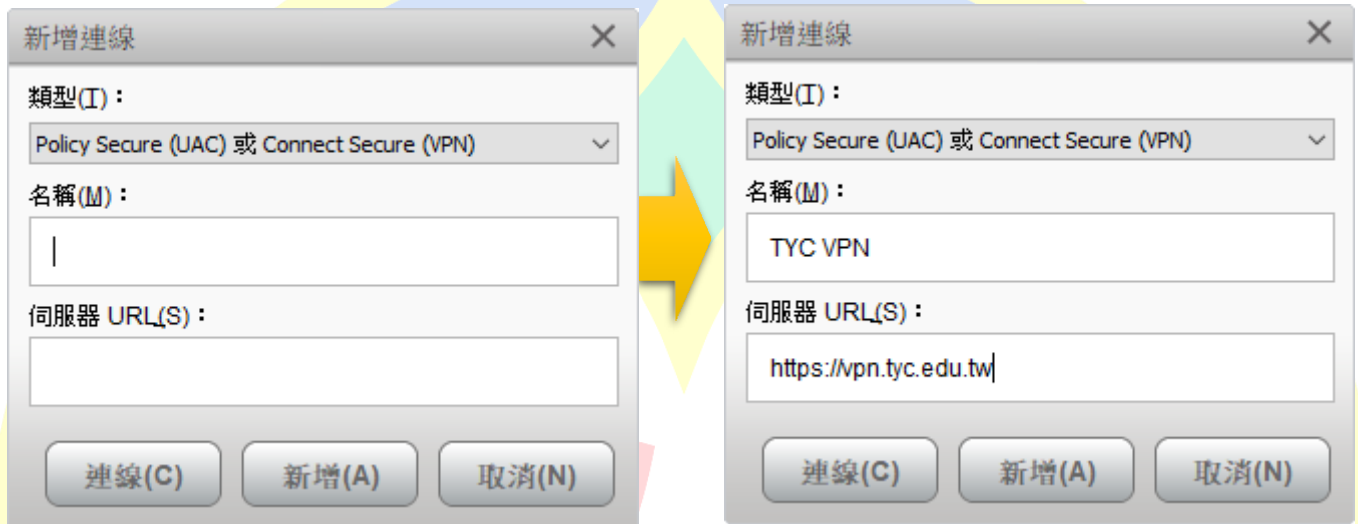 新增連線
類型(T)：
Policy Secure (UAC) 或 Connect Secure (VPN)
名稱(M)：
伺服器 URL(S)：
連線(C)
新增(A)
取消(N)
新增連線
類型(T)：
Policy Secure (UAC) 或 Connect Secure (VPN)
名稱(M)：
TYC VPN
伺服器 URL(S)：
https://vpn.tyc.edu.tw
連線(C)
新增(A)
取消(N)